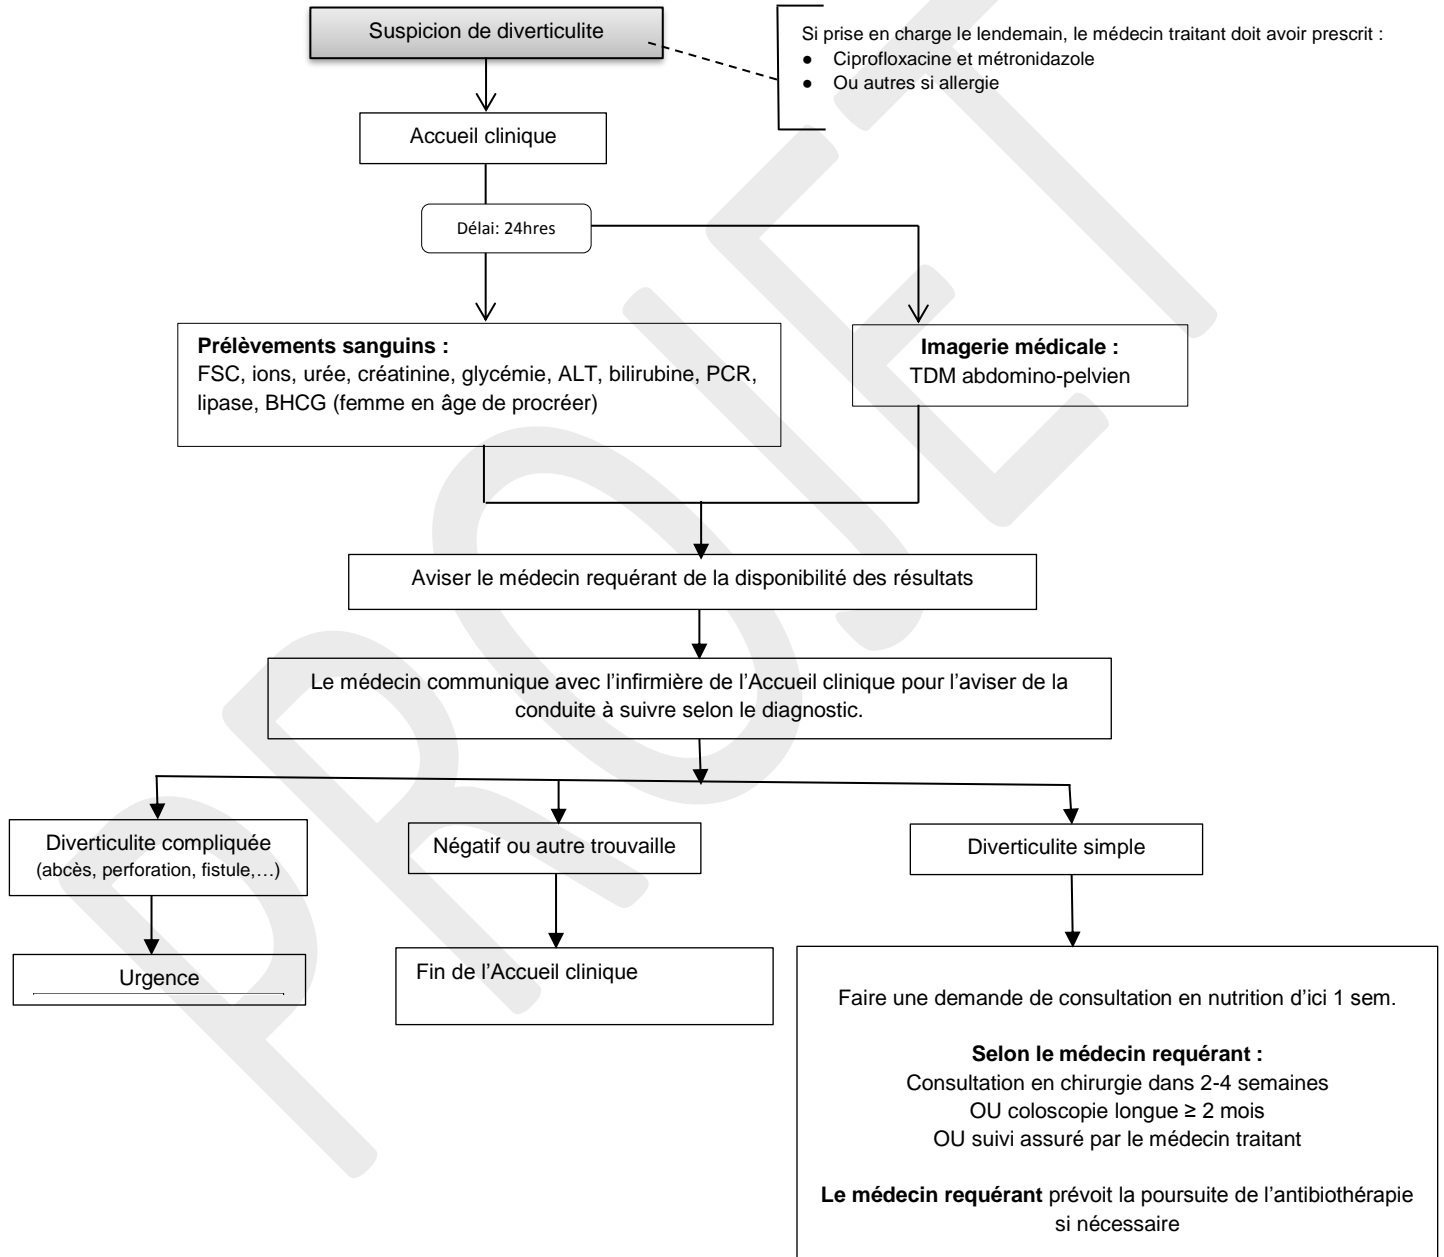 Suspicion de diverticulite
Si prise en charge le lendemain, le médecin traitant doit avoir prescrit :
● Ciprofloxacine et métronidazole
● Ou autres si allergie
Accueil clinique
Délai: 24hres
Prélèvements sanguins :
FSC, ions, urée, créatinine, glycémie, ALT, bilirubine, PCR,
lipase, BHCG (femme en âge de procréer)
Imagerie médicale :
TDM abdomino-pelvien
Aviser le médecin requérant de la disponibilité des résultats
Le médecin communique avec l’infirmière de l’Accueil clinique pour l’aviser de la
conduite à suivre selon le diagnostic.
Diverticulite compliquée
(abcès, perforation, fistule,…)
Négatif ou autre trouvaille
Diverticulite simple
Urgence
Fin de l’Accueil clinique
Faire une demande de consultation en nutrition d’ici 1 sem.
Selon le médecin requérant :
Consultation en chirurgie dans 2-4 semaines
OU coloscopie longue ≥ 2 mois
OU suivi assuré par le médecin traitant
Le médecin requérant prévoit la poursuite de l’antibiothérapie
si nécessaire
PROJET